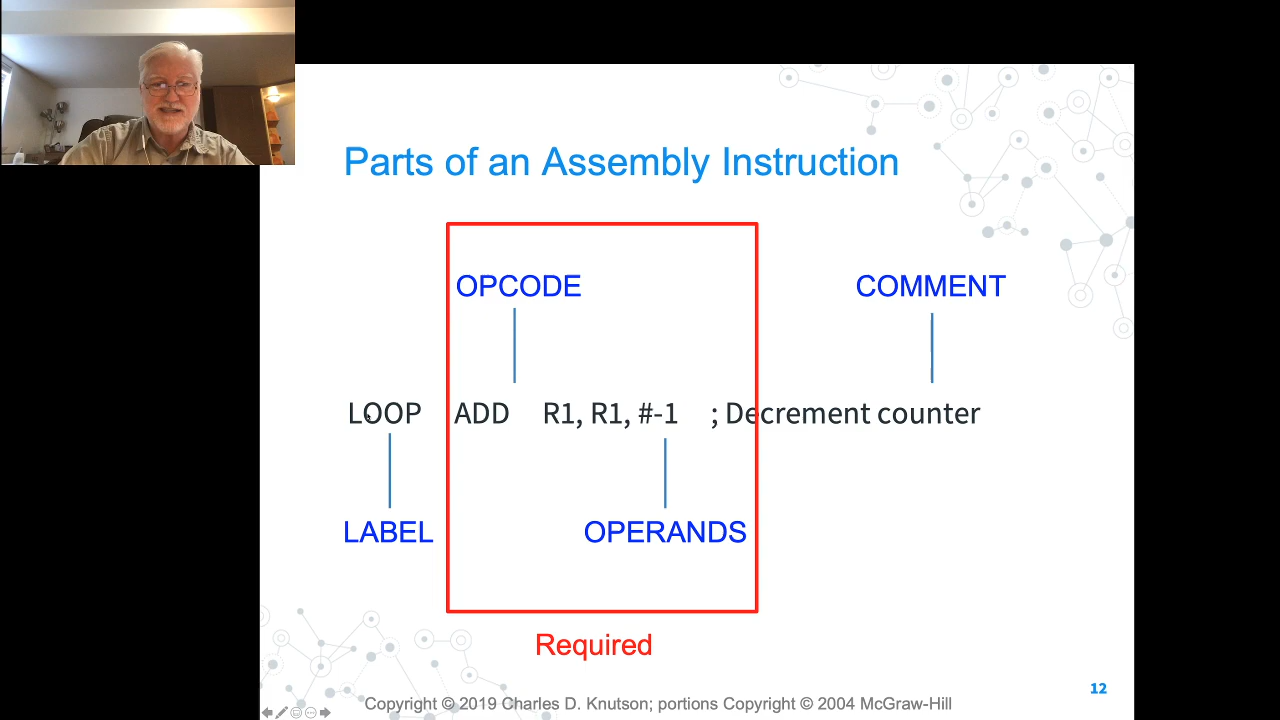 Parts of an Assembly Instruction
OPCODE
COMMENT
LOOP ADD R1, R1, #-1 ; Decrement counter
LABEL
OPERANDS
Required
12
Copyright © 2019 Charles D. Knutson; portions Copyright © 2004 McGraw-Hill